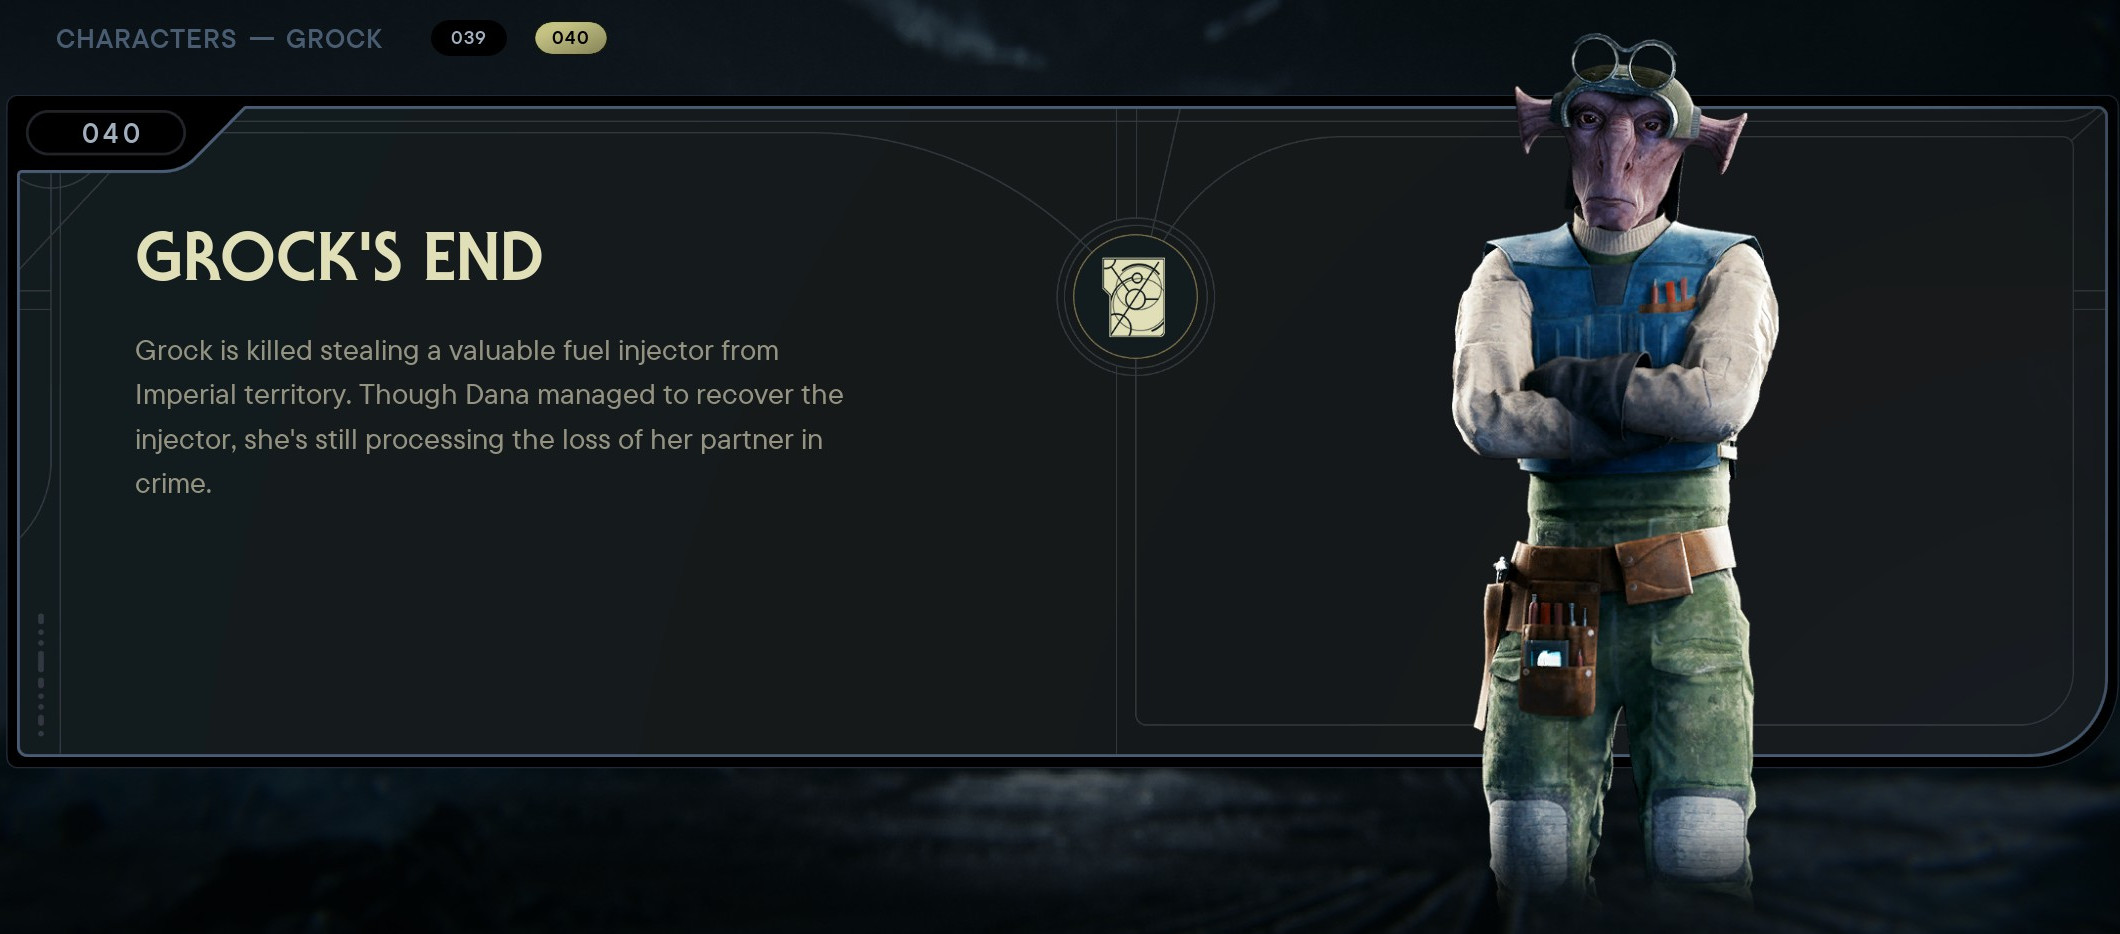 CHARACTERS — GROCK 039 040
040
GROCK'S END
Grock is killed stealing a valuable fuel injector from
Imperial territory. Though Dana managed to recover the
injector, she's still processing the loss of her partner in
crime.